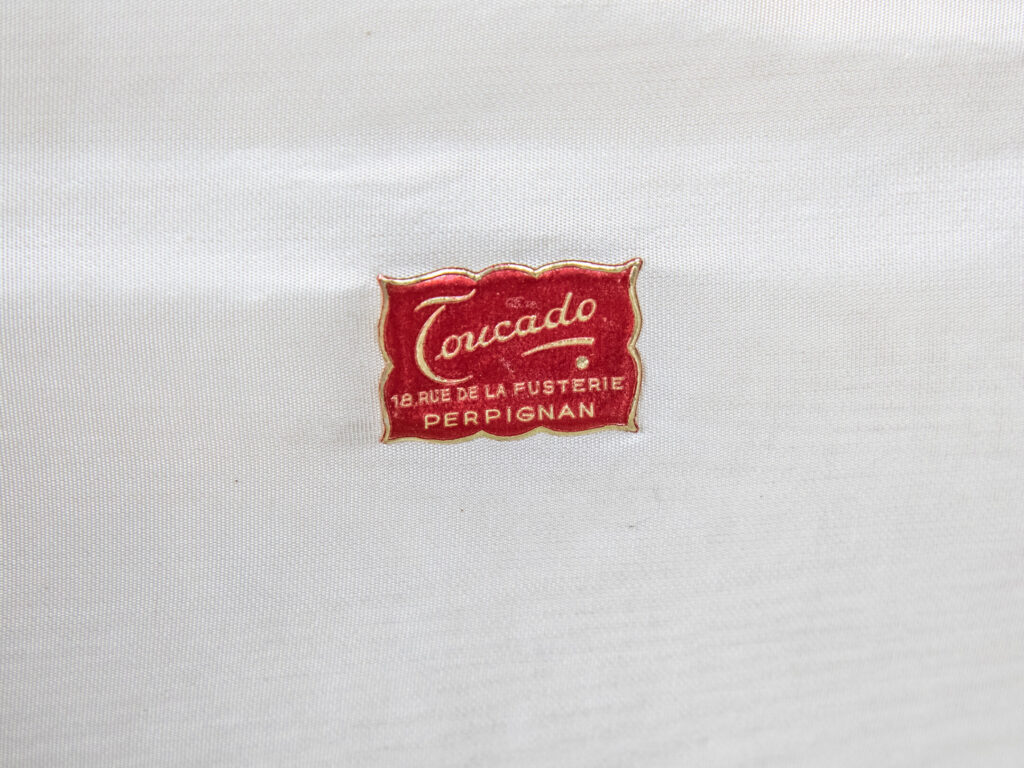 Toucado
18, RUE DE LA FUSTERIE
PERPIGNAN